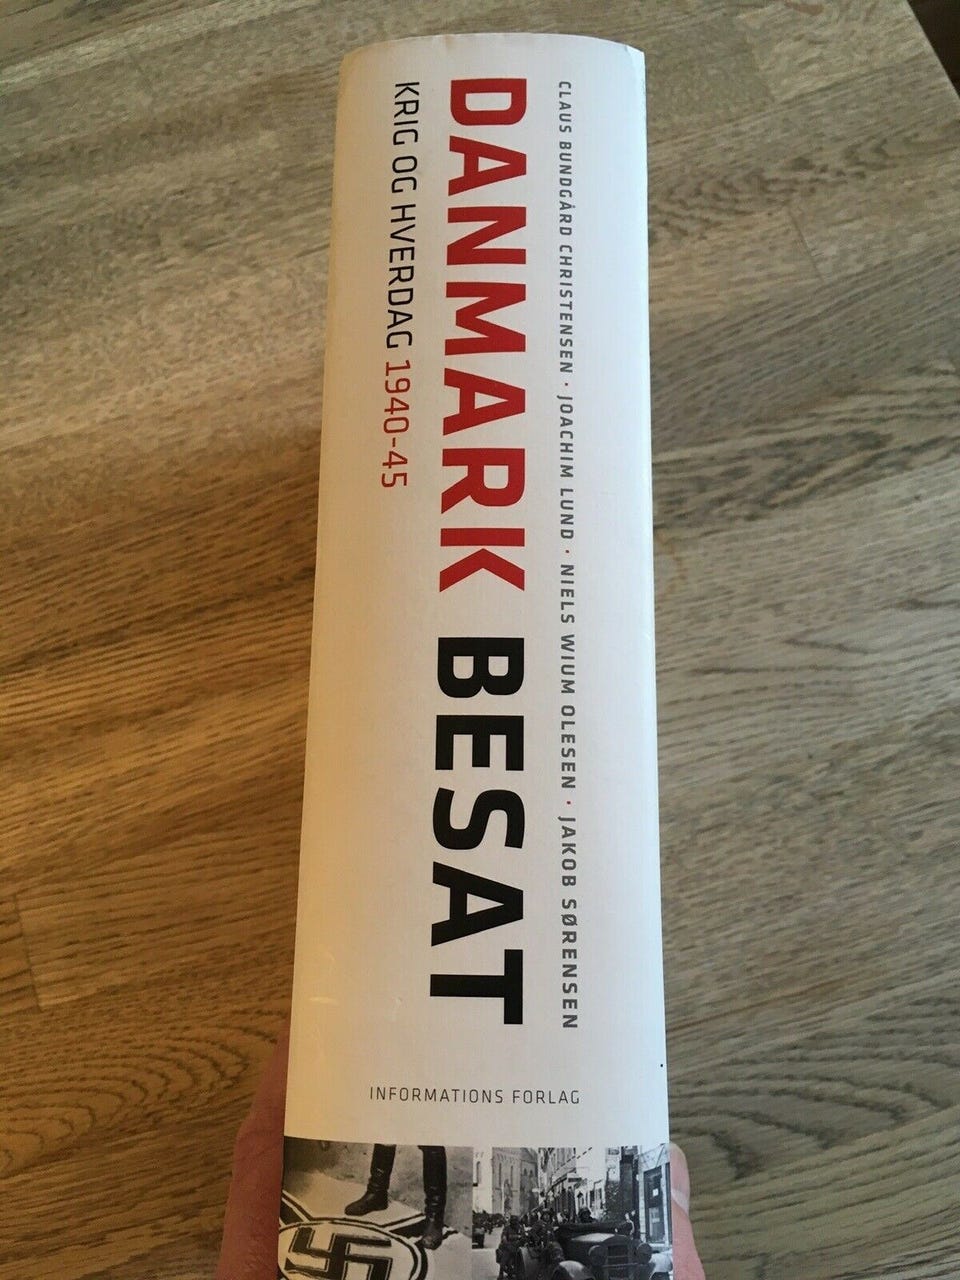 CLAUS BUNDGÅRD CHRISTENSEN · JOACHIM LUND · NIELS WIUM OLESEN · JAKOB SØRENSEN
DANMARK BESAT
KRIG OG HVERDAG 1940-45
INFORMATIONS FORLAG